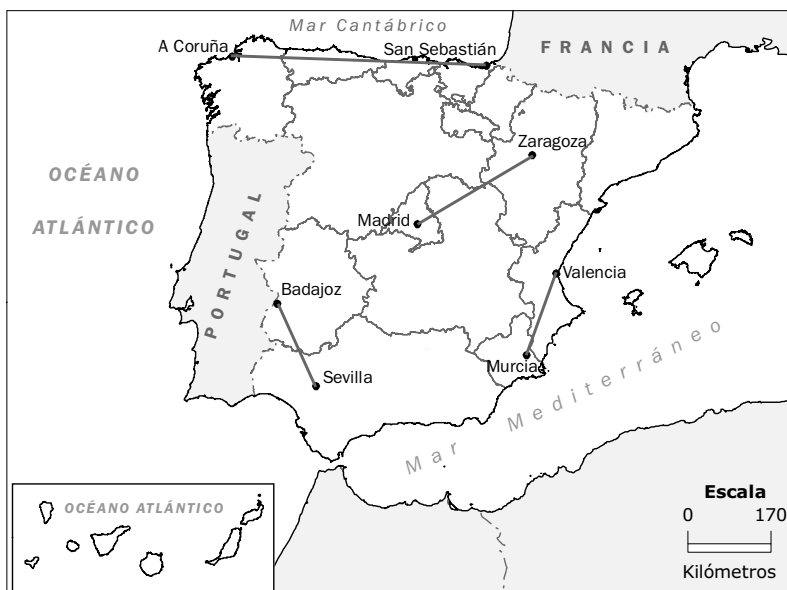 Mar Cantábrico
A Coruña
San Sebastián
FRANCIA
Zaragoza
OCÉANO
ATLÁNTICO
PORTUGAL
Madrid
Badajoz
Valencia
Sevilla
Murcia.
Mar Mediterráneo
OCÉANO ATLÁNTICO
Escala
0 170
Kilómetros